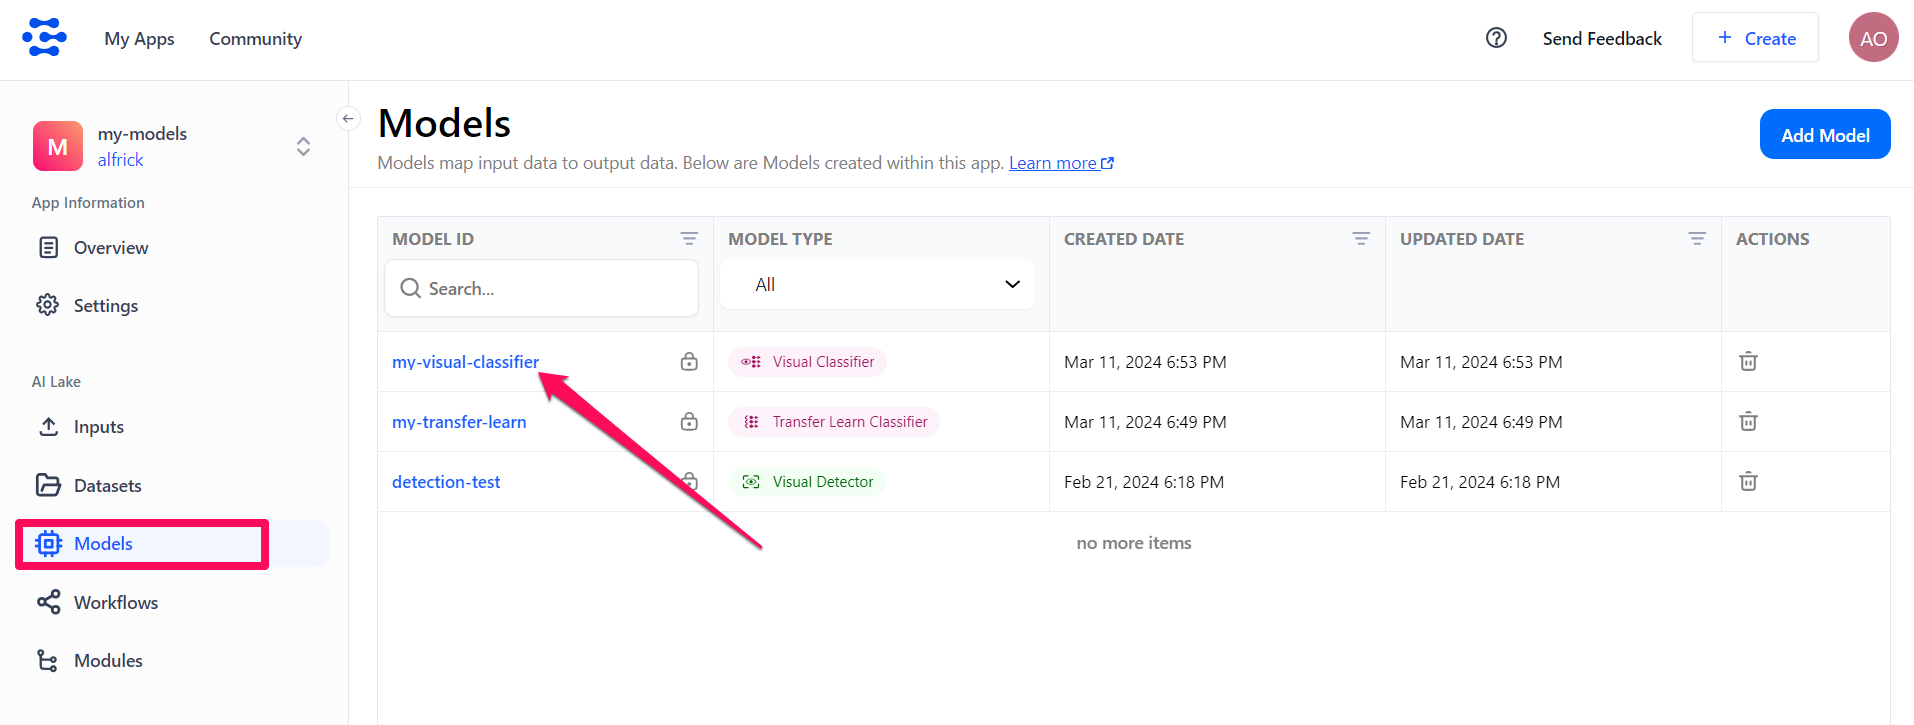 My Apps Community Send Feedback + Create AO
M my-models
alfrick
App Information
Overview
Settings
AI Lake
Inputs
Datasets
Models
Workflows
Modules
Models
Models map input data to output data. Below are Models created within this app. Learn more
Add Model
MODEL ID MODEL TYPE CREATED DATE UPDATED DATE ACTIONS
Search... All
my-visual-classifier Visual Classifier Mar 11, 2024 6:53 PM Mar 11, 2024 6:53 PM
my-transfer-learn Transfer Learn Classifier Mar 11, 2024 6:49 PM Mar 11, 2024 6:49 PM
detection-test Visual Detector Feb 21, 2024 6:18 PM Feb 21, 2024 6:18 PM
no more items